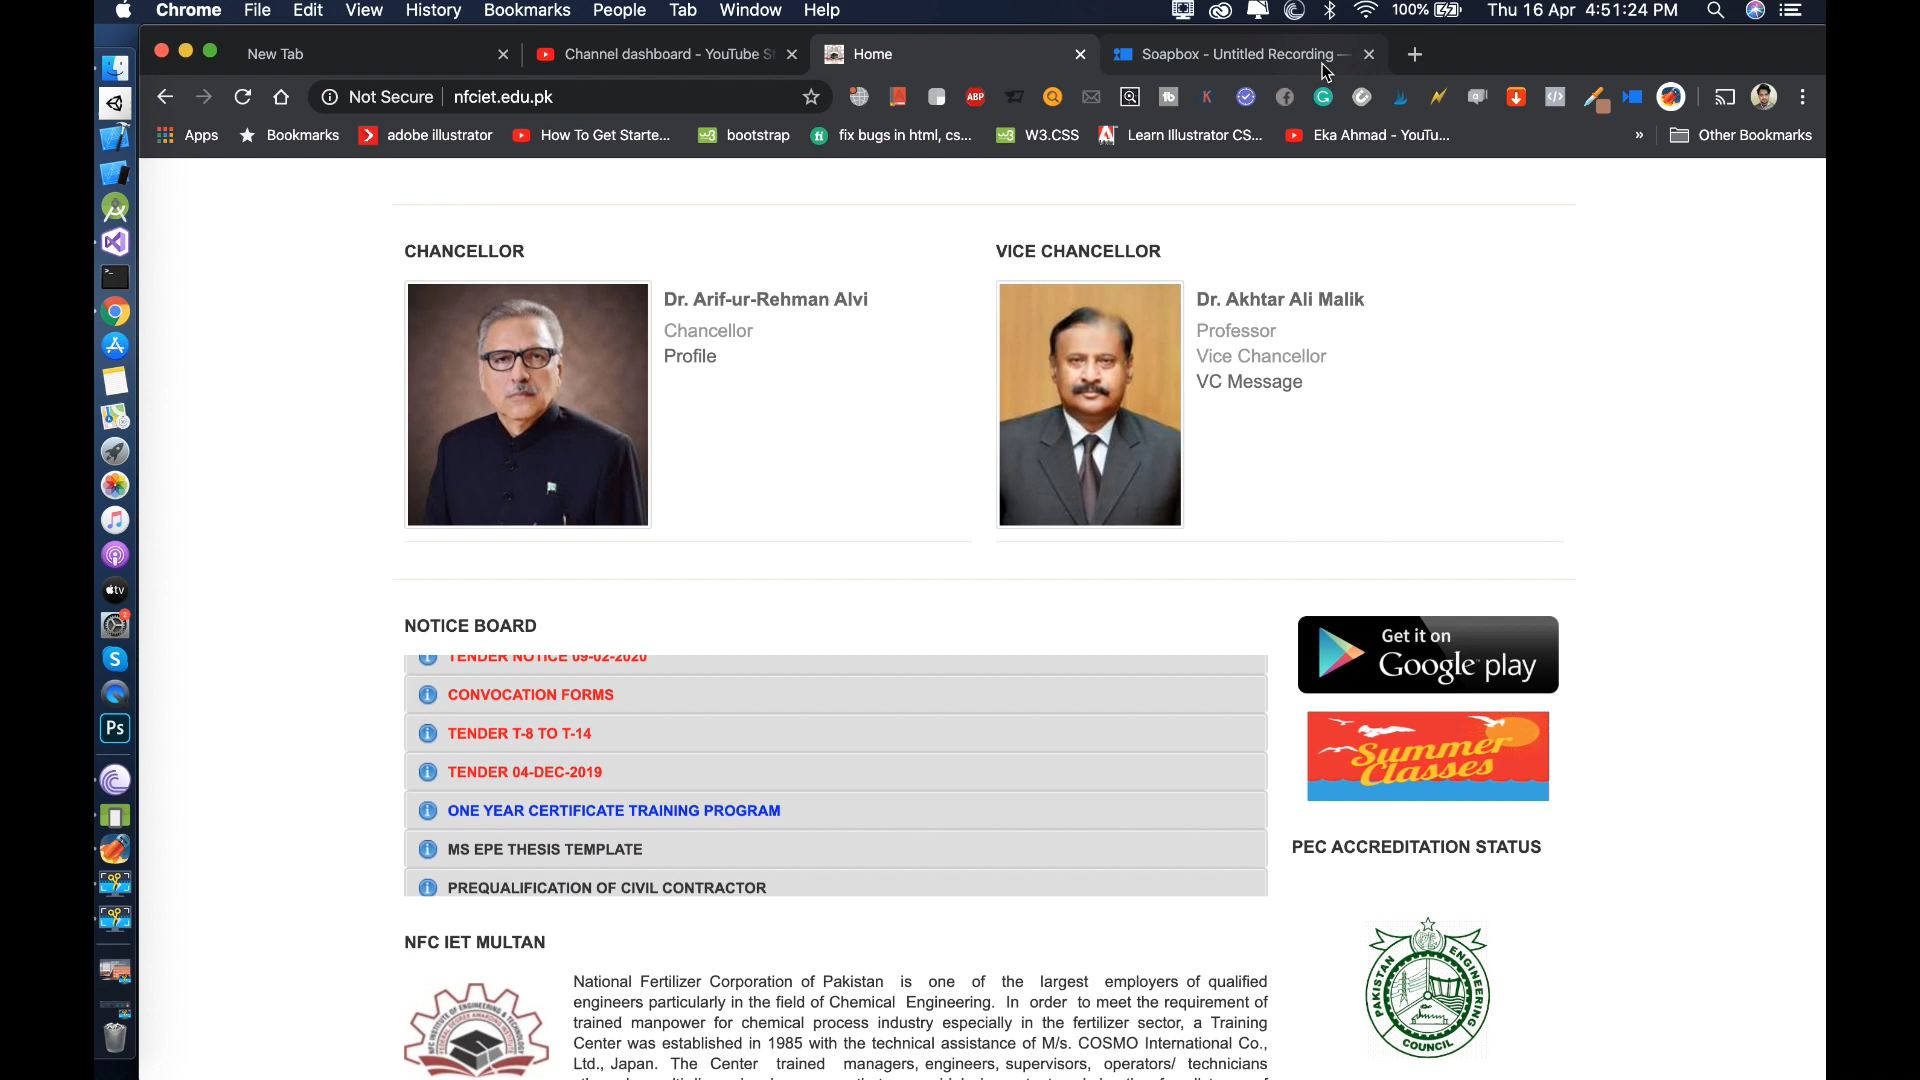 Chrome File Edit View History Bookmarks People Tab Window Help 100% Thu 16 Apr 4:51:24 PM
New Tab Channel dashboard - YouTube St Home Soapbox - Untitled Recording —
Not Secure nfciet.edu.pk
Apps Bookmarks adobe illustrator How To Get Starte... bootstrap fix bugs in html, cs... W3.CSS Learn Illustrator CS... Eka Ahmad - YouTu... » Other Bookmarks
CHANCELLOR
Dr. Arif-ur-Rehman Alvi
Chancellor
Profile
VICE CHANCELLOR
Dr. Akhtar Ali Malik
Professor
Vice Chancellor
VC Message
NOTICE BOARD
TENDER NOTICE 09-02-2020
CONVOCATION FORMS
TENDER T-8 TO T-14
TENDER 04-DEC-2019
ONE YEAR CERTIFICATE TRAINING PROGRAM
MS EPE THESIS TEMPLATE
PREQUALIFICATION OF CIVIL CONTRACTOR
Get it on
Google play
Summer
Classes
PEC ACCREDITATION STATUS
PAKISTAN ENGINEERING
COUNCIL
NFC IET MULTAN
National Fertilizer Corporation of Pakistan is one of the largest employers of qualified
engineers particularly in the field of Chemical Engineering. In order to meet the requirement of
trained manpower for chemical process industry especially in the fertilizer sector, a Training
Center was established in 1985 with the technical assistance of M/s. COSMO International Co.,
Ltd., Japan. The Center trained managers, engineers, supervisors, operators/ technicians